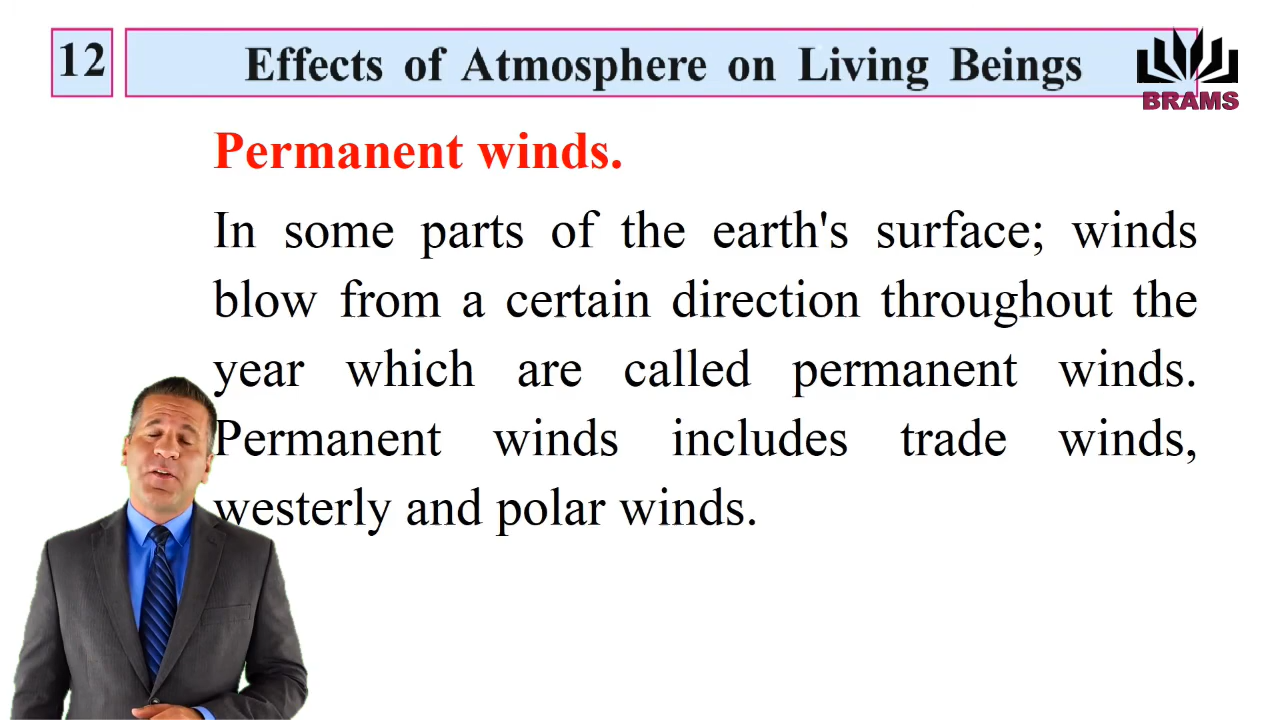 12
Effects of Atmosphere on Living Beings
BRAMS
Permanent winds.
In some parts of the earth's surface; winds
blow from a certain direction throughout the
year which are called permanent winds.
Permanent winds includes trade winds,
westerly and polar winds.